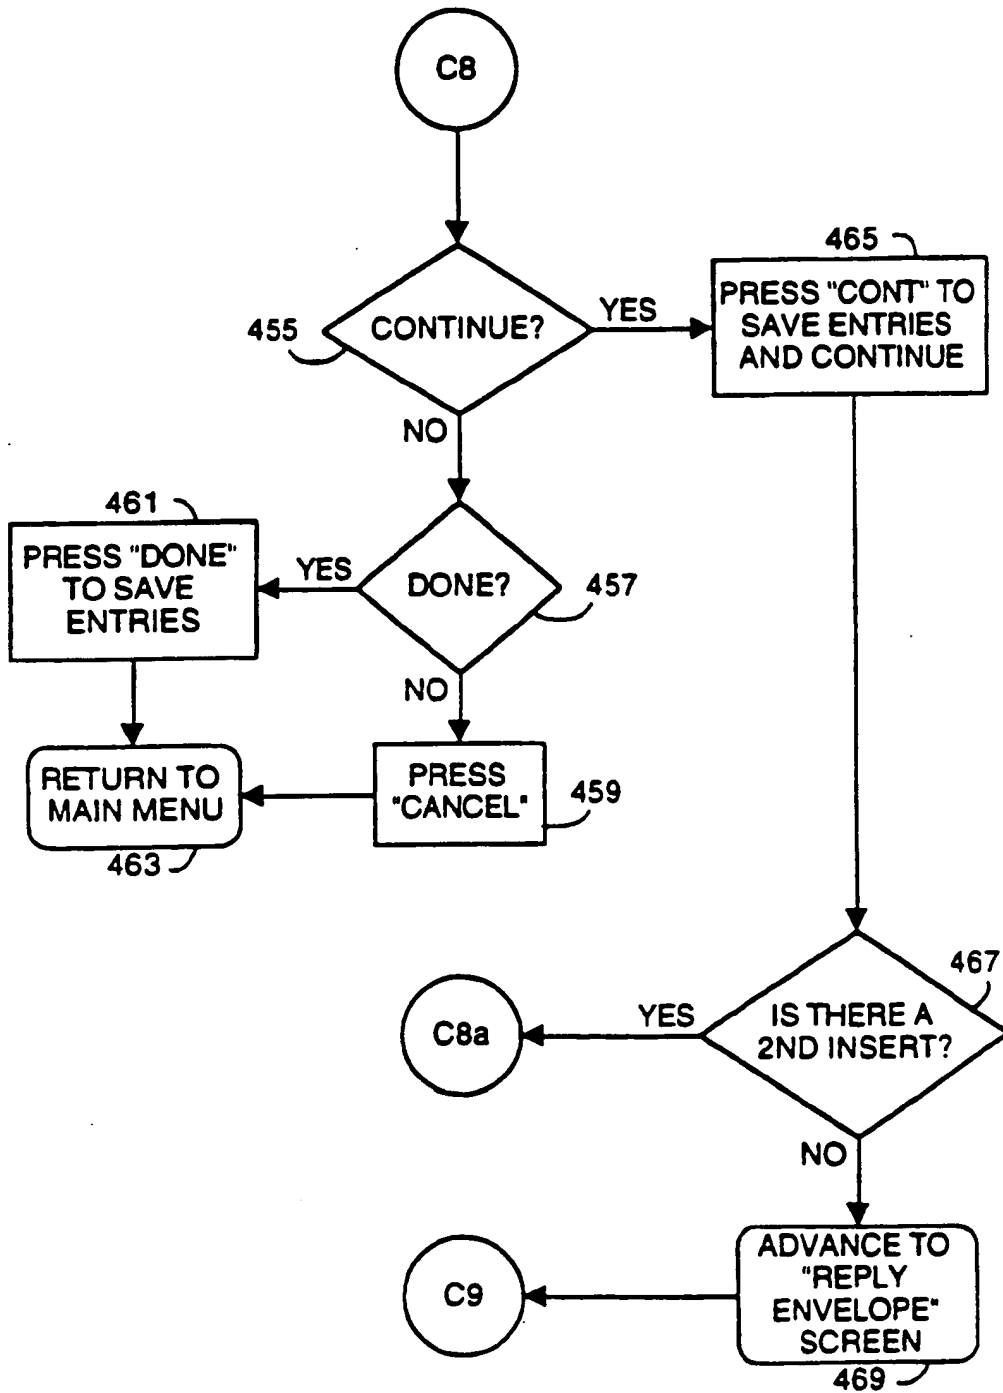 C8
465
PRESS "CONT" TO
SAVE ENTRIES
AND CONTINUE
YES
CONTINUE?
455
NO
461
PRESS "DONE"
TO SAVE
ENTRIES
YES
DONE?
457
NO
RETURN TO
MAIN MENU
463
PRESS
"CANCEL"
459
467
IS THERE A
2ND INSERT?
YES
C8a
NO
ADVANCE TO
"REPLY
ENVELOPE"
SCREEN
469
C9